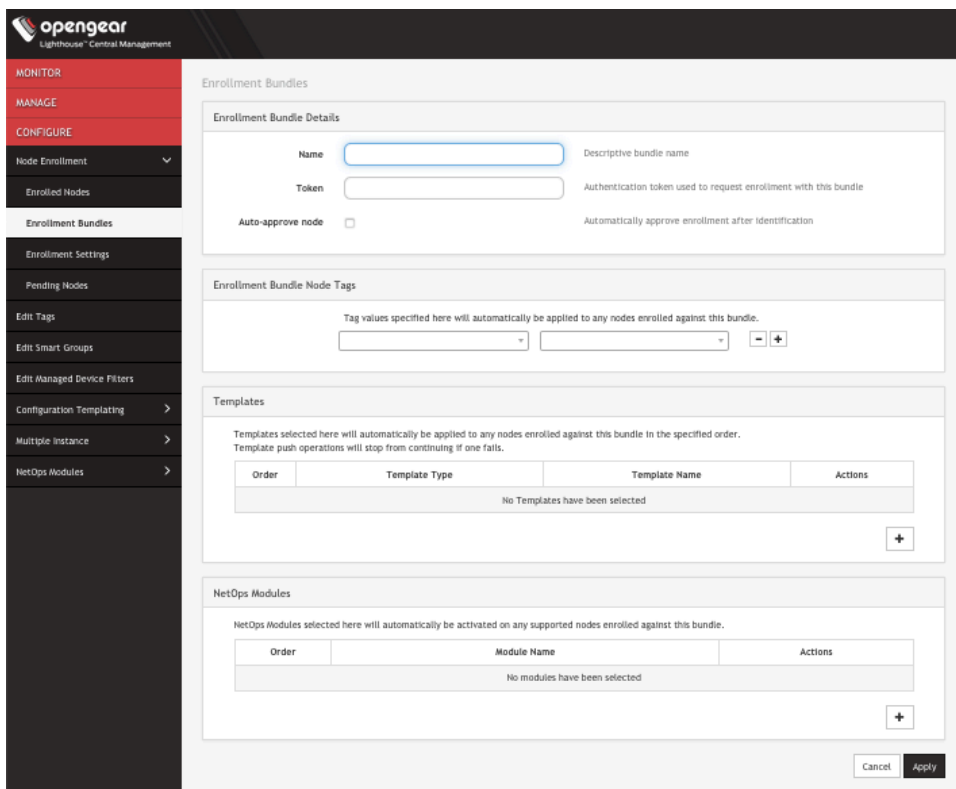 opengear
Lighthouse™ Central Management
MONITOR
MANAGE
CONFIGURE
Node Enrollment
Enrolled Nodes
Enrollment Bundles
Enrollment Settings
Pending Nodes
Edit Tags
Edit Smart Groups
Edit Managed Device Filters
Configuration Templating
Multiple Instance
NetOps Modules
Enrollment Bundles
Enrollment Bundle Details
Name
Descriptive bundle name
Token
Authentication token used to request enrollment with this bundle
Auto-approve node
Automatically approve enrollment after identification
Enrollment Bundle Node Tags
Tag values specified here will automatically be applied to any nodes enrolled against this bundle.
Templates
Templates selected here will automatically be applied to any nodes enrolled against this bundle in the specified order.
Template push operations will stop from continuing if one fails.
Order Template Type Template Name Actions
No Templates have been selected
NetOps Modules
NetOps Modules selected here will automatically be activated on any supported nodes enrolled against this bundle.
Order Module Name Actions
No modules have been selected
Cancel Apply